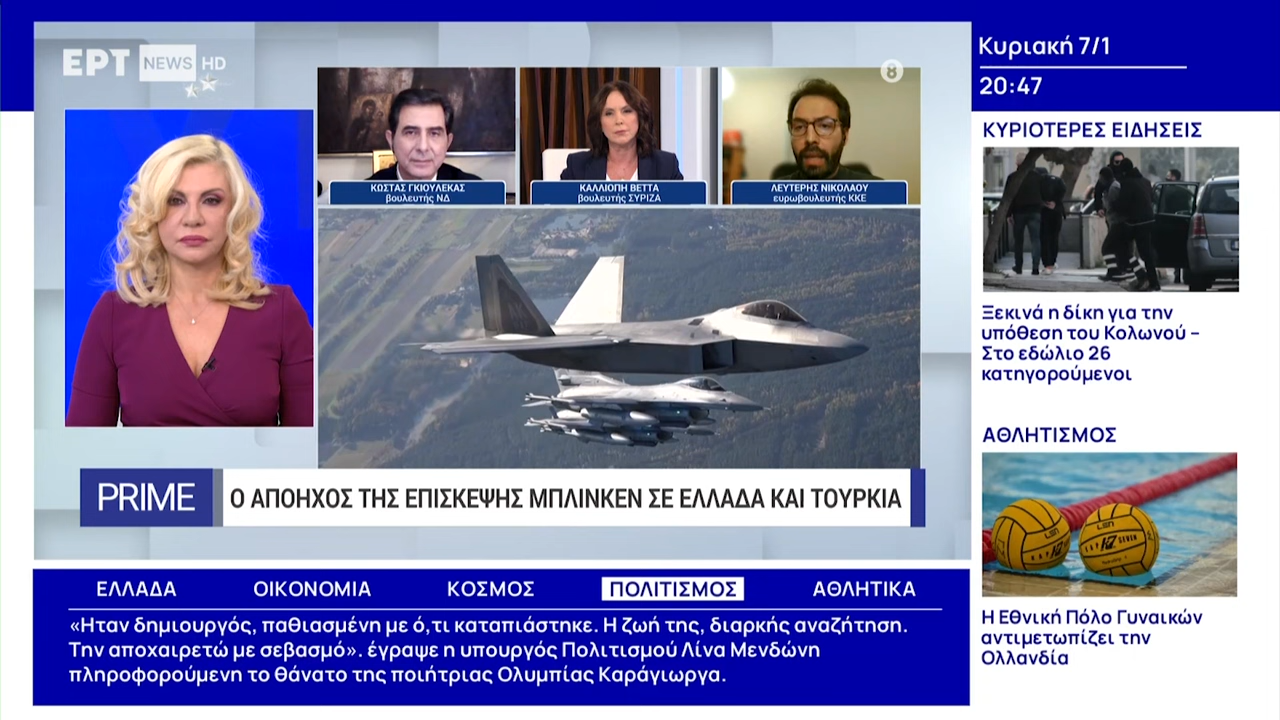 ΕΡΤ NEWS HD
8
ΚΩΣΤΑΣ ΓΚΙΟΥΛΕΚΑΣ
βουλευτής ΝΔ
ΚΑΛΛΙΟΠΗ ΒΕΤΤΑ
βουλευτής ΣΥΡΙΖΑ
ΛΕΥΤΕΡΗΣ ΝΙΚΟΛΑΟΥ
ευρωβουλευτής ΚΚΕ
PRIME
Ο ΑΠΟΗΧΟΣ ΤΗΣ ΕΠΙΣΚΕΨΗΣ ΜΠΛΙΝΚΕΝ ΣΕ ΕΛΛΑΔΑ ΚΑΙ ΤΟΥΡΚΙΑ
ΕΛΛΑΔΑ ΟΙΚΟΝΟΜΙΑ ΚΟΣΜΟΣ ΠΟΛΙΤΙΣΜΟΣ ΑΘΛΗΤΙΚΑ
«Ηταν δημιουργός, παθιασμένη με ό,τι καταπιάστηκε. Η ζωή της, διαρκής αναζήτηση.
Την αποχαιρετώ με σεβασμό». έγραψε η υπουργός Πολιτισμού Λίνα Μενδώνη
πληροφορούμενη το θάνατο της ποιήτριας Ολυμπίας Καράγιωργα.
Κυριακή 7/1
20:47
ΚΥΡΙΟΤΕΡΕΣ ΕΙΔΗΣΕΙΣ
Ξεκινά η δίκη για την
υπόθεση του Κολωνού –
Στο εδώλιο 26
κατηγορούμενοι
ΑΘΛΗΤΙΣΜΟΣ
LEN
LEN
KAP7
SEVEN
Η Εθνική Πόλο Γυναικών
αντιμετωπίζει την
Ολλανδία